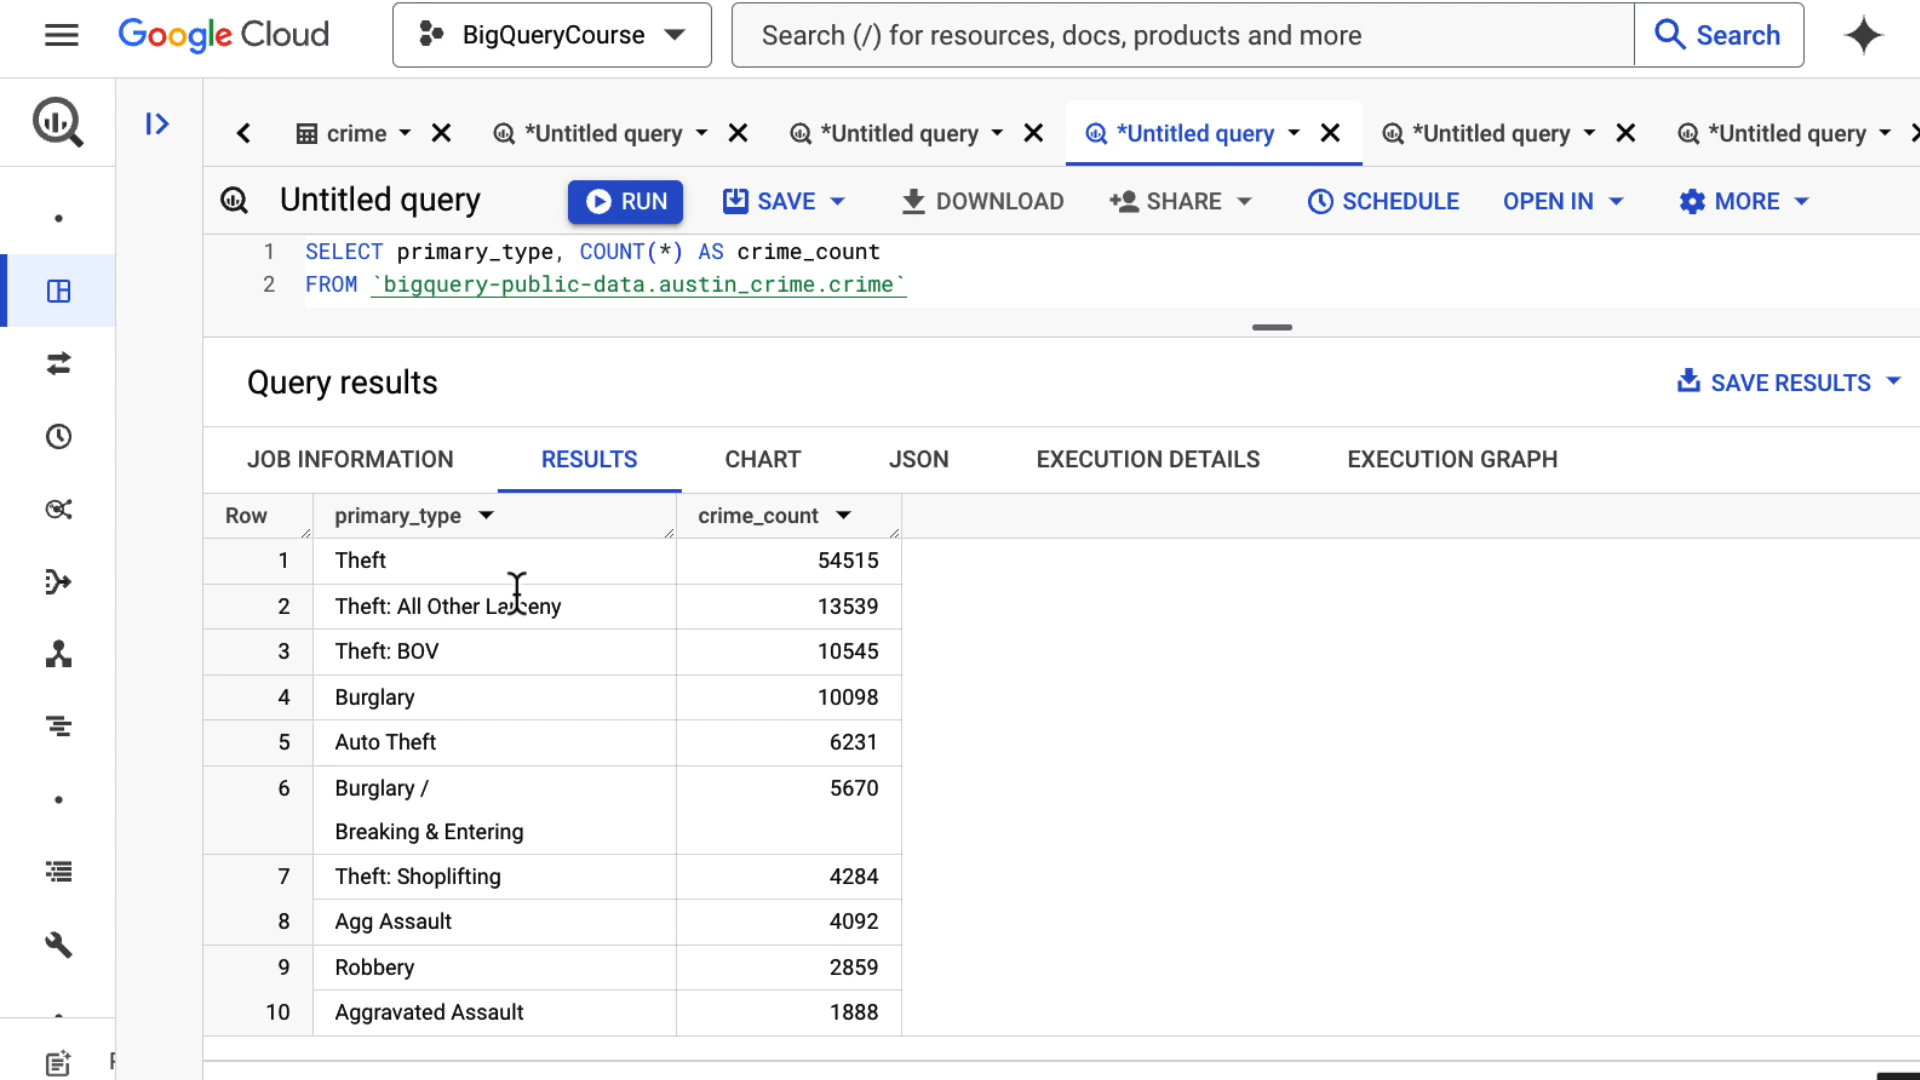 Google Cloud
BigQueryCourse
Search (/) for resources, docs, products and more
Search
crime
*Untitled query
*Untitled query
*Untitled query
*Untitled query
*Untitled query
Untitled query
RUN
SAVE
DOWNLOAD
SHARE
SCHEDULE
OPEN IN
MORE
1 SELECT primary_type, COUNT(*) AS crime_count
2 FROM `bigquery-public-data.austin_crime.crime`
Query results
SAVE RESULTS
JOB INFORMATION
RESULTS
CHART
JSON
EXECUTION DETAILS
EXECUTION GRAPH
Row primary_type crime_count
1 Theft 54515
2 Theft: All Other Larceny 13539
3 Theft: BOV 10545
4 Burglary 10098
5 Auto Theft 6231
6 Burglary / 5670
Breaking & Entering
7 Theft: Shoplifting 4284
8 Agg Assault 4092
9 Robbery 2859
10 Aggravated Assault 1888